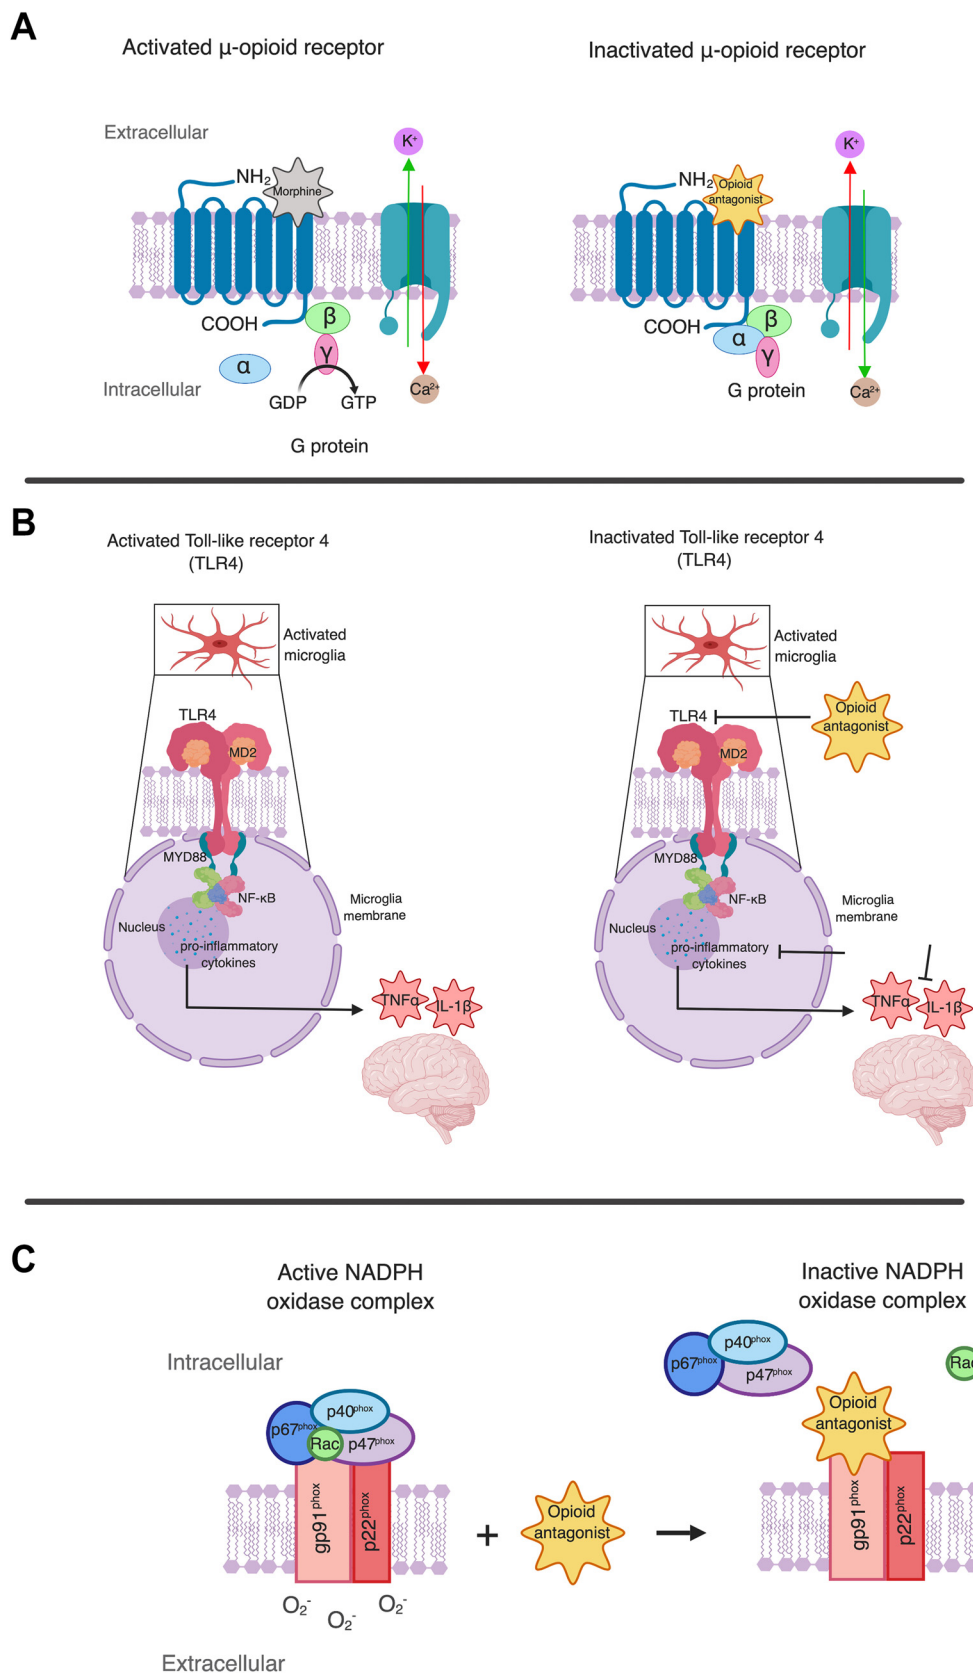 A
Activated μ-opioid receptor
Inactivated μ-opioid receptor
Extracellular
K⁺
K⁺
NH₂
Morphine
NH₂
Opioid
antagonist
COOH
β
α
γ
GDP
GTP
Ca²⁺
G protein
Intracellular
COOH
β
α
γ
G protein
Ca²⁺
B
Activated Toll-like receptor 4
(TLR4)
Inactivated Toll-like receptor 4
(TLR4)
Activated
microglia
TLR4
MD2
MYD88
NF-κB
Nucleus
pro-inflammatory
cytokines
Microglia
membrane
TNFα
IL-1β
Activated
microglia
TLR4
Opioid
antagonist
MD2
MYD88
NF-κB
Nucleus
pro-inflammatory
cytokines
Microglia
membrane
TNFα
IL-1β
C
Active NADPH
oxidase complex
Inactive NADPH
oxidase complex
Intracellular
p40ᵖʰᵒˣ
p67ᵖʰᵒˣ
Rac
p47ᵖʰᵒˣ
gp91ᵖʰᵒˣ
p22ᵖʰᵒˣ
O₂⁻
O₂⁻
O₂⁻
Extracellular
+
Opioid
antagonist
p40ᵖʰᵒˣ
p67ᵖʰᵒˣ
p47ᵖʰᵒˣ
Rac
Opioid
antagonist
gp91ᵖʰᵒˣ
p22ᵖʰᵒˣ